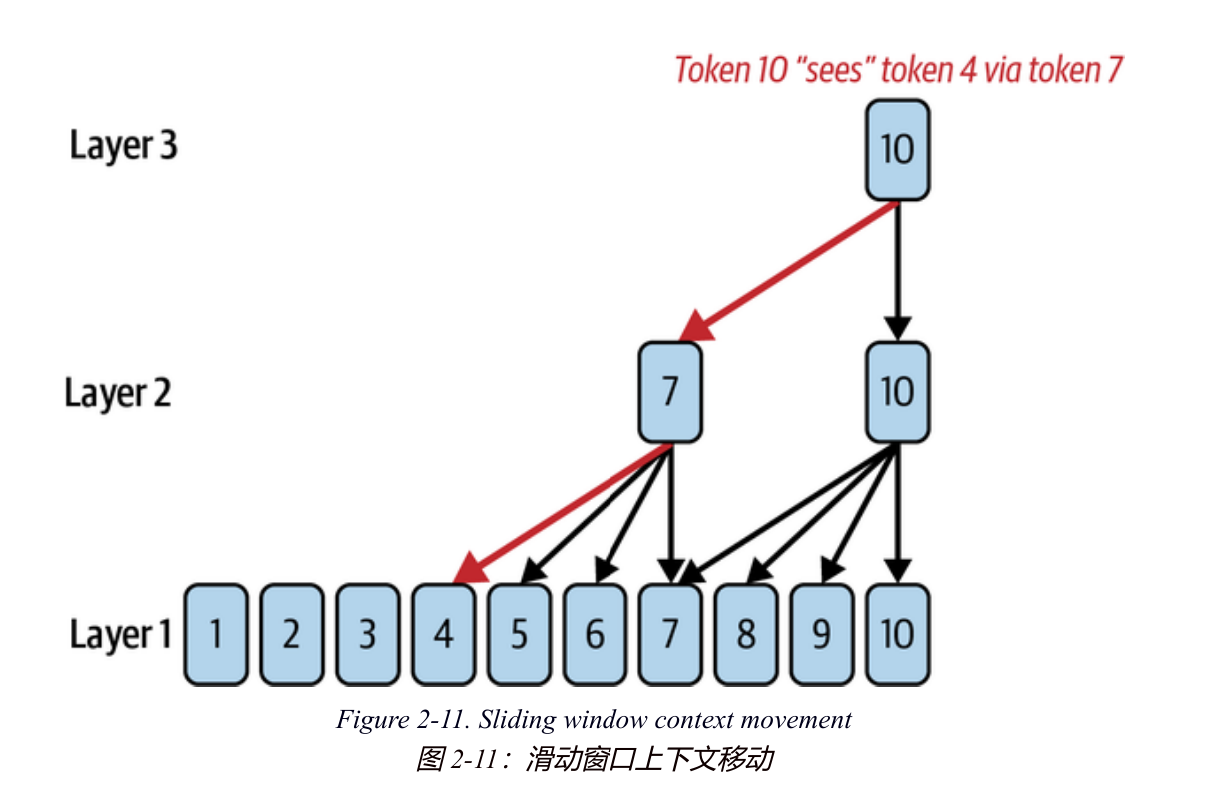 Token 10 “sees” token 4 via token 7
Layer 3
10
Layer 2
7
10
Layer 1
1 2 3 4 5 6 7 8 9 10
Figure 2-11. Sliding window context movement
图 2-11：滑动窗口上下文移动